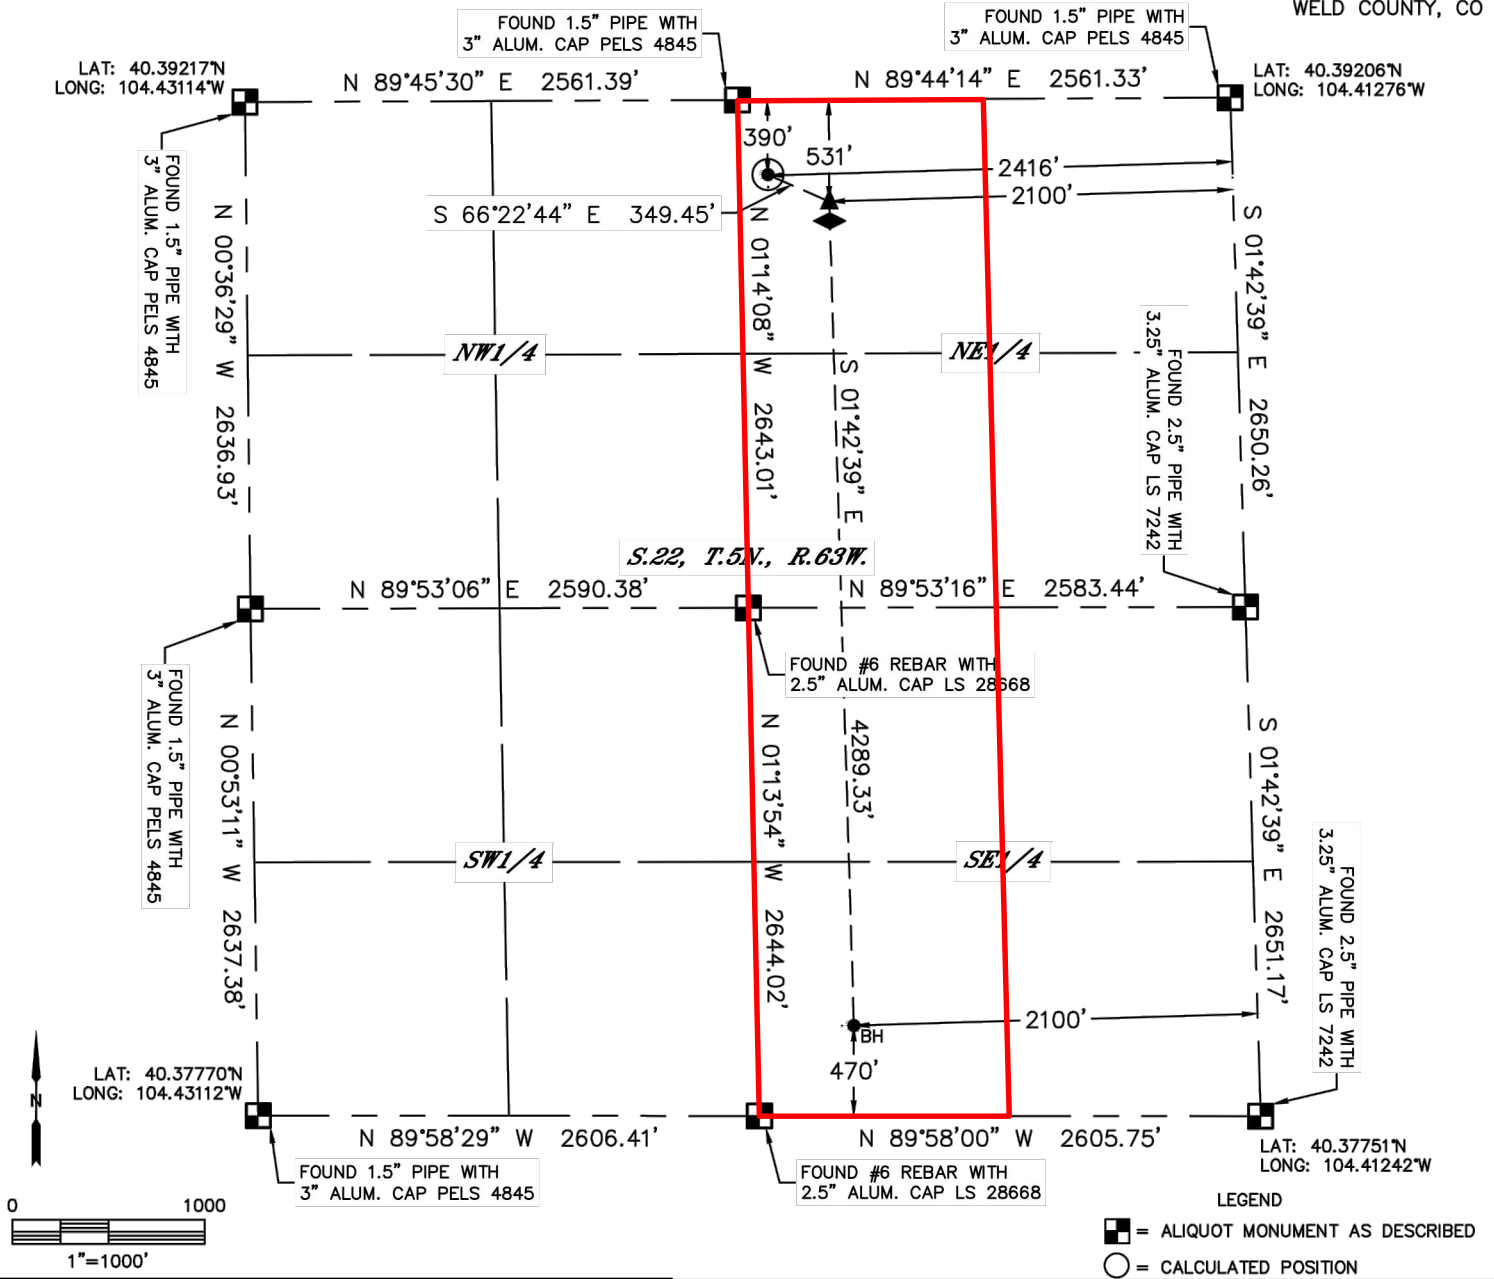 WELD COUNTY, CO
FOUND 1.5” PIPE WITH
3” ALUM. CAP PELS 4845
FOUND 1.5” PIPE WITH
3” ALUM. CAP PELS 4845
LAT: 40.39217°N
LONG: 104.43114°W
N 89°45'30” E 2561.39'
N 89°44'14” E 2561.33'
LAT: 40.39206°N
LONG: 104.41276°W
390'
531'
2416'
2100'
S 66°22'44” E 349.45'
FOUND 1.5” PIPE WITH
3” ALUM. CAP PELS 4845
N 00°36'29” W 2636.93'
N 01°14'08” W 2643.01'
S 01°42'39” E 2650.26'
NW1/4
NE1/4
S 01°42'39” E 4289.33'
FOUND 2.5” PIPE WITH
3.25” ALUM. CAP LS 7242
S.22, T.5N., R.63W.
N 89°53'06” E 2590.38'
N 89°53'16” E 2583.44'
FOUND #6 REBAR WITH
2.5” ALUM. CAP LS 28668
FOUND 1.5” PIPE WITH
3” ALUM. CAP PELS 4845
N 00°53'11” W 2637.38'
N 01°13'54” W 2644.02'
S 01°42'39” E 2651.17'
SW1/4
SE1/4
FOUND 2.5” PIPE WITH
3.25” ALUM. CAP LS 7242
2100'
BH
470'
N
LAT: 40.37770°N
LONG: 104.43112°W
N 89°58'29” W 2606.41'
N 89°58'00” W 2605.75'
LAT: 40.37751°N
LONG: 104.41242°W
FOUND 1.5” PIPE WITH
3” ALUM. CAP PELS 4845
FOUND #6 REBAR WITH
2.5” ALUM. CAP LS 28668
0 1000
1”=1000'
LEGEND
= ALIQUOT MONUMENT AS DESCRIBED
= CALCULATED POSITION